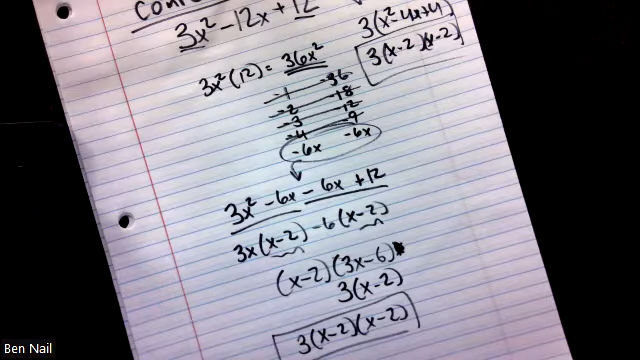 3x² - 12x + 12
3(x² - 4x + 4)
3(x-2)(x-2)
3x²(12) = 36x²
-1 -36
-2 -18
-3 -12
-4 -9
-6x -6x
3x² - 6x - 6x + 12
3x(x-2) - 6(x-2)
(x-2)(3x-6)
3(x-2)
3(x-2)(x-2)
Ben Nail